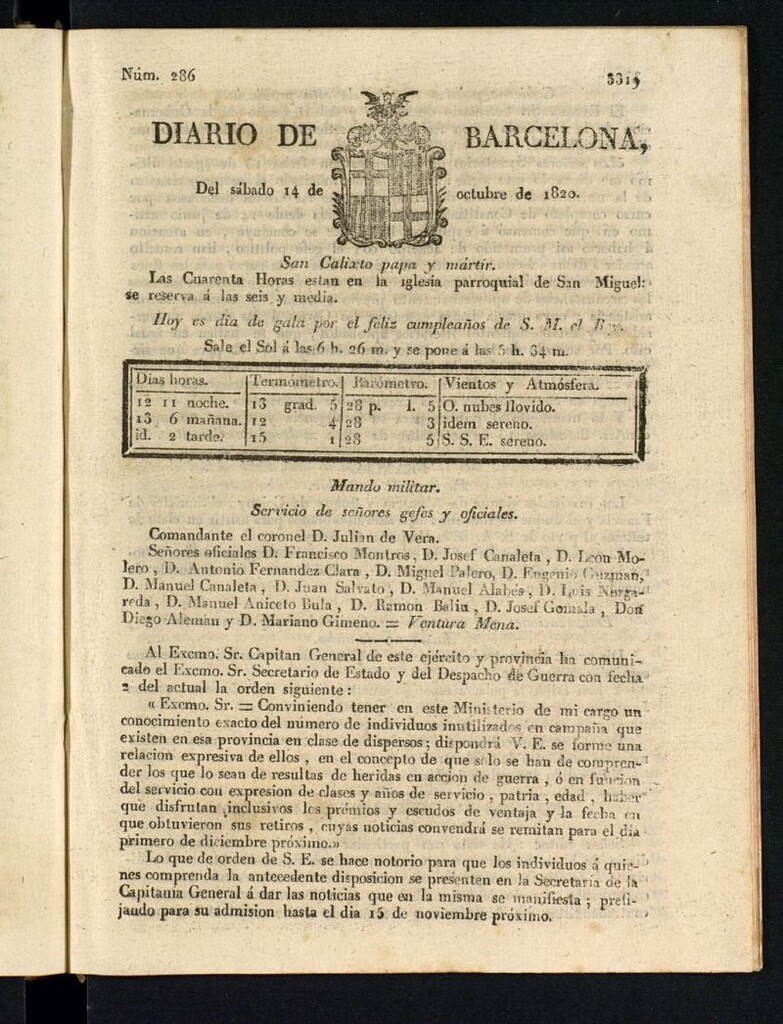 Núm. 286
3319
DIARIO DE BARCELONA,
Del sábado 14 de octubre de 1820.
San Calixto papa y mártir.
Las Cuarenta Horas estan en la iglesia parroquial de San Miguel:
se reserva á las seis y media.
Hoy es dia de gala por el feliz cumpleaños de S. M. el Rey.
Sale el Sol á las 6 h. 26 m. y se pone á las 5 h. 34 m.
Dias horas. Termómetro. Barómetro. Vientos y Atmósfera.
12 11 noche. 13 grad. 5 28 p. l. 5 O. nubes llovido.
13 6 mañana. 12 4 28 3 idem sereno.
id. 2 tarde. 15 1 28 5 S. S. E. sereno.
Mando militar.
Servicio de señores gefes y oficiales.
Comandante el coronel D. Julian de Vera.
Señores oficiales D. Francisco Montros, D. Josef Canaleta, D. Leon Mo-
lero, D. Antonio Fernandez Clara, D. Miguel Palero, D. Eugenio Guzman,
D. Manuel Canaleta, D. Juan Salvato, D. Manuel Alabés, D. Luis
D. Manuel Aniceto Bula, D. Ramon Balia, D. Josef Gomala, Don
Diego Aleman y D. Mariano Gimeno. = Ventura Mena.
Al Excmo. Sr. Capitan General de este ejército y provincia ha comuni-
cado el Excmo. Sr. Secretario de Estado y del Despacho de Guerra con fecha
2 del actual la orden siguiente:
« Excmo. Sr. = Conviniendo tener en este Ministerio de mi cargo un
conocimiento exacto del número de individuos inutilizados en campaña que
existen en esa provincia en clase de dispersos; dispondrá V. E. se forme una
relacion expresiva de ellos, en el concepto de que solo se han de compren-
der los que lo sean de resultas de heridas en accion de guerra, ó en funcion
del servicio con expresion de clases y años de servicio, patria, edad, haber
que disfrutan inclusivos los prémios y escudos de ventaja y la fecha en
que obtuvieron sus retiros, cuyas noticias convendrá se remitan para el dia
primero de diciembre próximo.»
Lo que de orden de S. E. se hace notorio para que los individuos á quie-
nes comprenda la antecedente disposicion se presenten en la Secretaría de la
Capitanía General á dar las noticias que en la misma se manifiesta; prefi-
jando para su admision hasta el dia 15 de noviembre próximo.